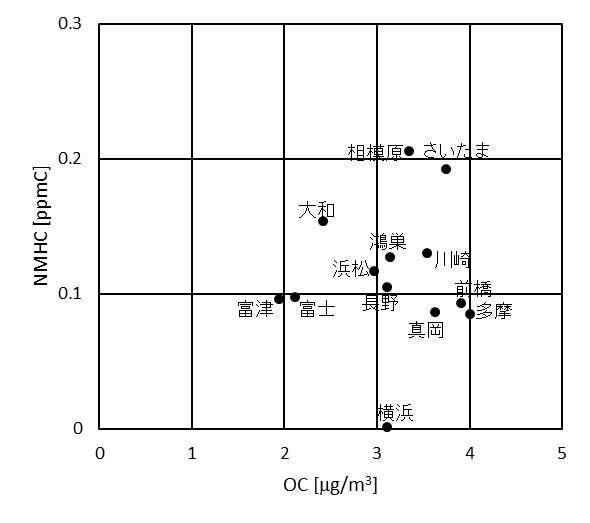 0.3
0.2
0.1
0
NMHC [ppmC]
相模原
さいたま
大和
鴻巣
川崎
浜松
前橋
長野
富津
富士
多摩
真岡
横浜
0
1
2
3
4
5
OC [μg/m³]